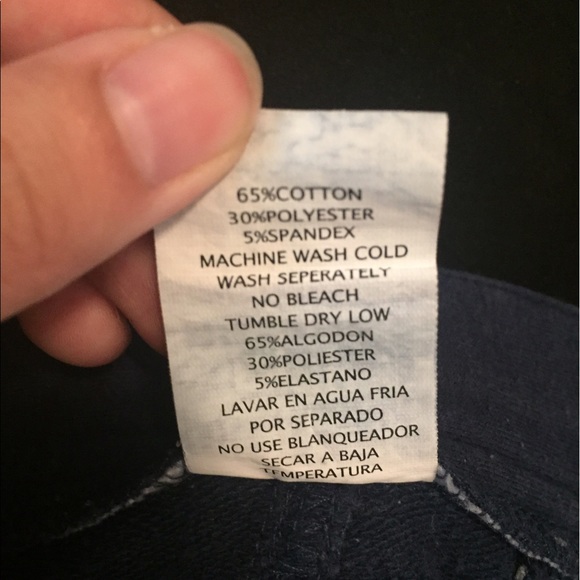 65%COTTON
30%POLYESTER
5%SPANDEX
MACHINE WASH COLD
WASH SEPERATELY
NO BLEACH
TUMBLE DRY LOW
65%ALGODON
30%POLIESTER
5%ELASTANO
LAVAR EN AGUA FRIA
POR SEPARADO
NO USE BLANQUEADOR
SECAR A BAJA
TEMPERATURA